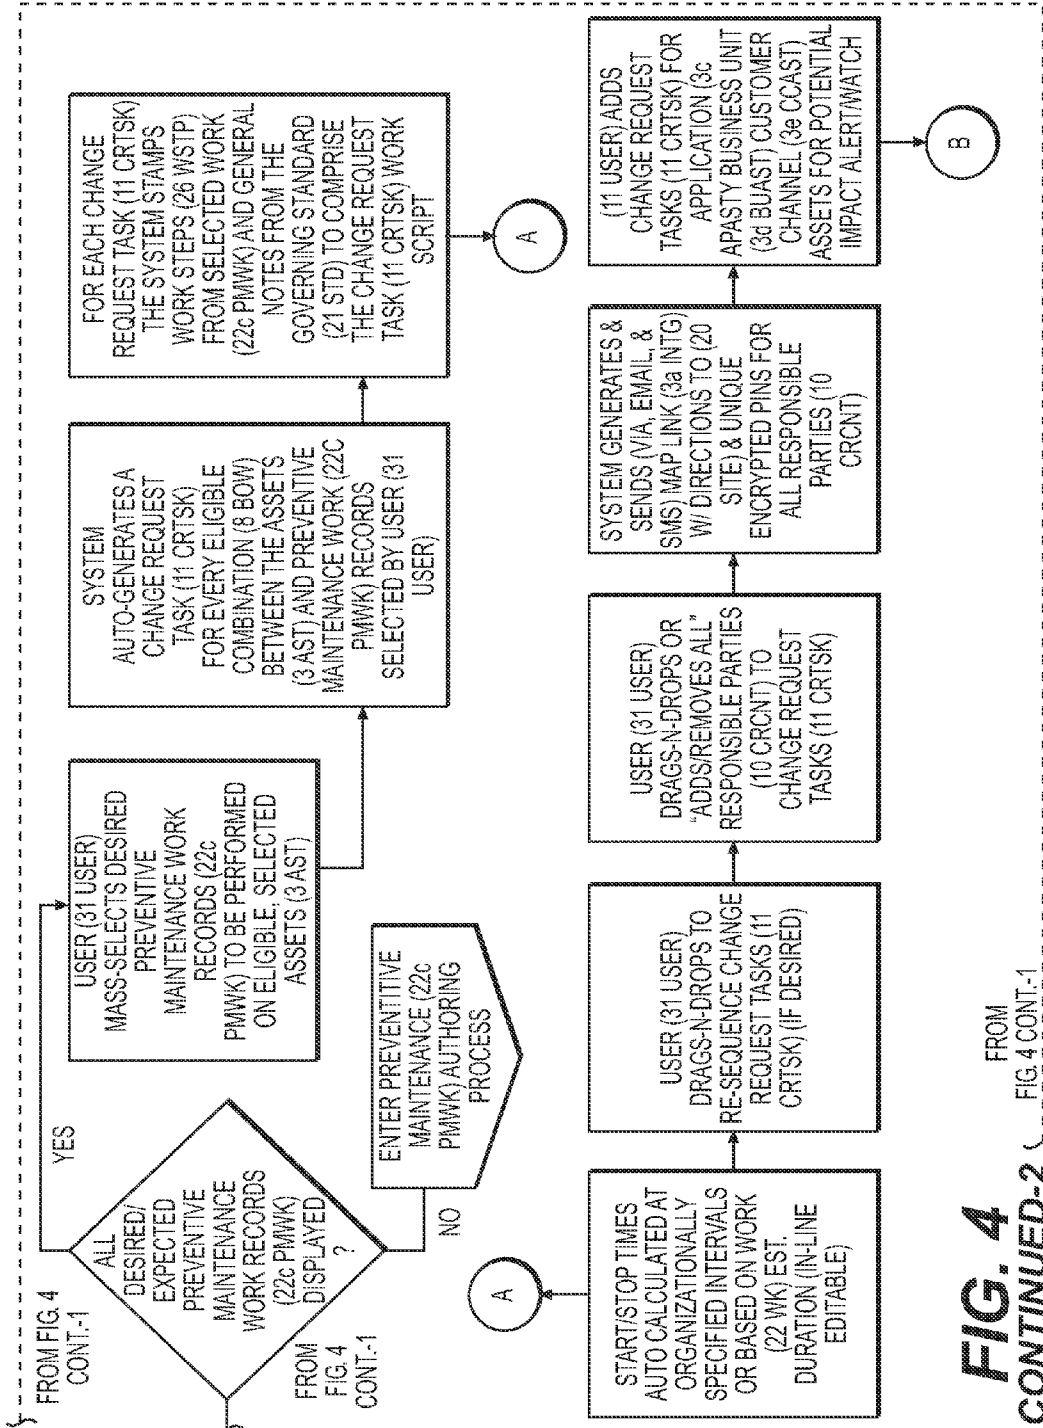 FROM FIG. 4
CONT.-1
ALL
DESIRED/
EXPECTED
PREVENTIVE
MAINTENANCE
WORK RECORDS
(22c PMWK)
DISPLAYED
?
FROM
FIG. 4
CONT.-1
YES
NO
USER (31 USER)
MASS-SELECTS DESIRED
PREVENTIVE
MAINTENANCE WORK
RECORDS (22c
PMWK) TO BE PERFORMED
ON ELIGIBLE, SELECTED
ASSETS (3 AST)
ENTER PREVENTITIVE
MAINTENANCE (22c
PMWK) AUTHORING
PROCESS
SYSTEM
AUTO-GENERATES A
CHANGE REQUEST
TASK (11 CRTSK)
FOR EVERY ELIGIBLE
COMBINATION (8 BOW)
BETWEEN THE ASSETS
(3 AST) AND PREVENTIVE
MAINTENANCE WORK (22C
PMWK) RECORDS
SELECTED BY USER (31
USER)
FOR EACH CHANGE
REQUEST TASK (11 CRTSK)
THE SYSTEM STAMPS
WORK STEPS (26 WSTP)
FROM SELECTED WORK
(22c PMWK) AND GENERAL
NOTES FROM THE
GOVERNING STANDARD
(21 STD) TO COMPRISE
THE CHANGE REQUEST
TASK (11 CRTSK) WORK
SCRIPT
A
A
START/STOP TIMES
AUTO CALCULATED AT
ORGANIZATIONALLY
SPECIFIED INTERVALS
OR BASED ON WORK
(22 WK) EST.
DURATION (IN-LINE
EDITABLE)
USER (31 USER)
DRAGS-N-DROPS TO
RE-SEQUENCE CHANGE
REQUEST TASKS (11
CRTSK) (IF DESIRED)
USER (31 USER)
DRAGS-N-DROPS OR
"ADDS/REMOVES ALL"
RESPONSIBLE PARTIES
(10 CRCNT) TO
CHANGE REQUEST
TASKS (11 CRTSK)
SYSTEM GENERATES &
SENDS (VIA, EMAIL, &
SMS) MAP LINK (3a INTG)
W/ DIRECTIONS TO (20
SITE) & UNIQUE
ENCRYPTED PINS FOR
ALL RESPONSIBLE
PARTIES (10
CRCNT)
(11 USER) ADDS
CHANGE REQUEST
TASKS (11 CRTSK) FOR
APPLICATION (3c
APASTY BUSINESS UNIT
(3d BUAST) CUSTOMER
CHANNEL (3e CCAST)
ASSETS FOR POTENTIAL
IMPACT ALERT/WATCH
B
FIG. 4
CONTINUED-2
FROM
FIG. 4 CONT.-1